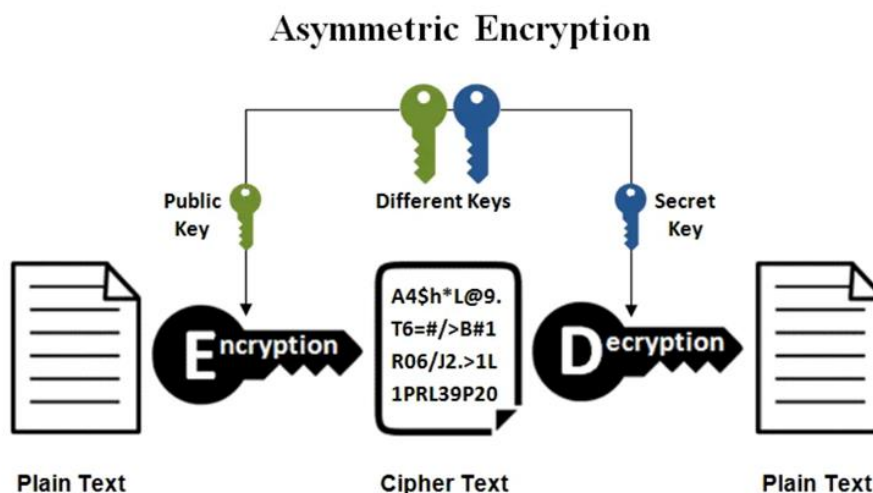 Asymmetric Encryption
Public
Key
Different Keys
Secret
Key
Encryption
A4$h*L@9.
T6=#/>B#1
R06/J2.>1L
1PRL39P20
Decryption
Plain Text
Cipher Text
Plain Text